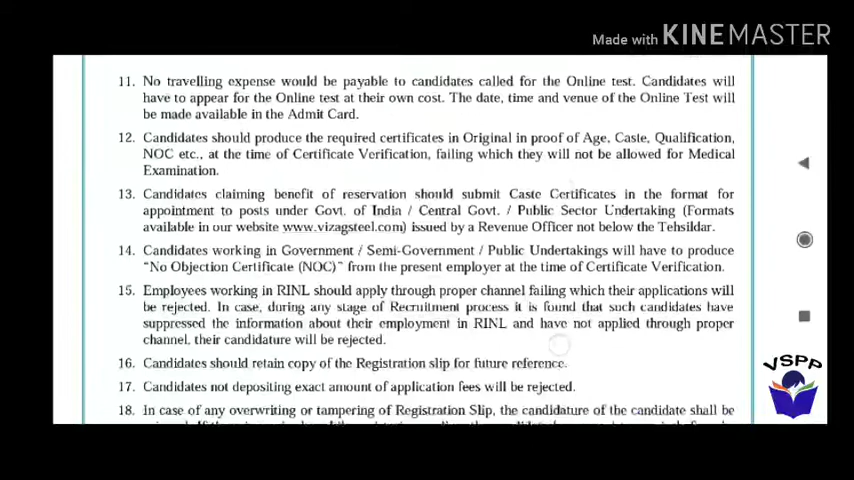 Made with KINEMASTER
11. No travelling expense would be payable to candidates called for the Online test. Candidates will
have to appear for the Online test at their own cost. The date, time and venue of the Online Test will
be made available in the Admit Card.
12. Candidates should produce the required certificates in Original in proof of Age, Caste, Qualification,
NOC etc., at the time of Certificate Verification, failing which they will not be allowed for Medical
Examination.
13. Candidates claiming benefit of reservation should submit Caste Certificates in the format for
appointment to posts under Govt. of India / Central Govt. / Public Sector Undertaking (Formats
available in our website www.vizagsteel.com) issued by a Revenue Officer not below the Tehsildar.
14. Candidates working in Government / Semi-Government / Public Undertakings will have to produce
“No Objection Certificate (NOC)” from the present employer at the time of Certificate Verification.
15. Employees working in RINL should apply through proper channel failing which their applications will
be rejected. In case, during any stage of Recruitment process it is found that such candidates have
suppressed the information about their employment in RINL and have not applied through proper
channel, their candidature will be rejected.
16. Candidates should retain copy of the Registration slip for future reference.
17. Candidates not depositing exact amount of application fees will be rejected.
18. In case of any overwriting or tampering of Registration Slip, the candidature of the candidate shall be
VSPP